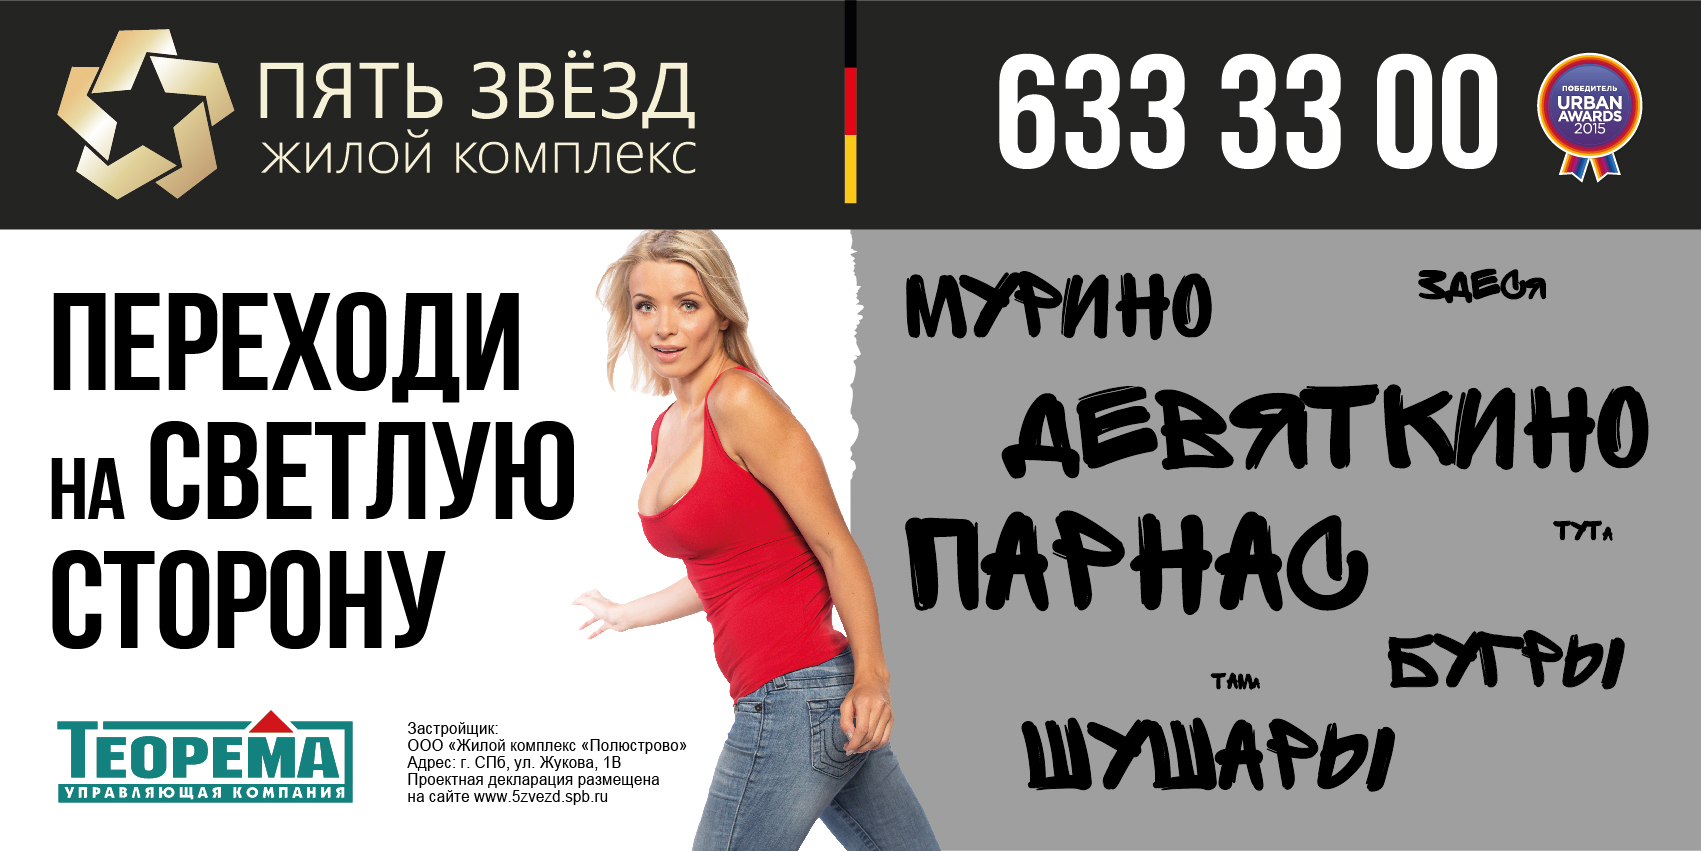 ПЯТЬ ЗВЁЗД
ЖИЛОЙ КОМПЛЕКС
633 33 00
ПОБЕДИТЕЛЬ
URBAN
AWARDS
2015
ПЕРЕХОДИ
НА СВЕТЛУЮ
СТОРОНУ
МУРИНО
ЗДЕСЯ
ДЕВЯТКИНО
ПАРНАС
ТУТА
БУГРЫ
ТАМА
ШУШАРЫ
ТЕОРЕМА
УПРАВЛЯЮЩАЯ КОМПАНИЯ
Застройщик:
ООО «Жилой комплекс «Полюстрово»
Адрес: г. СПб, ул. Жукова, 1В
Проектная декларация размещена
на сайте www.5zvezd.spb.ru